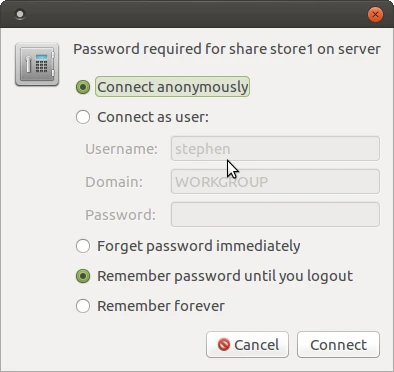 Password required for share store1 on server
Connect anonymously
Connect as user:
Username: stephen
Domain: WORKGROUP
Password:
Forget password immediately
Remember password until you logout
Remember forever
Cancel Connect